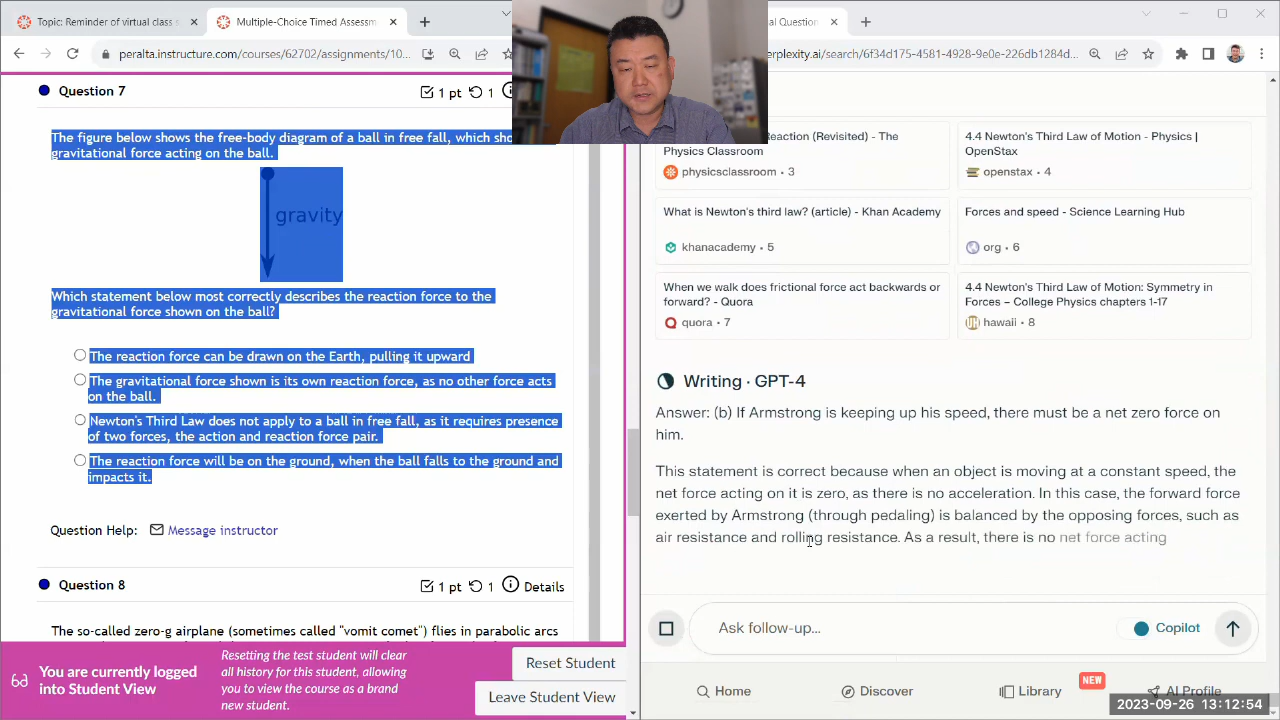 Topic: Reminder of virtual class s
Multiple-Choice Timed Assessm
al Question
peralta.instructure.com/courses/62702/assignments/10...
erplexity.ai/search/6f34d175-4581-4928-9e0e-226db1284d...
Question 7
1 pt 1
The figure below shows the free-body diagram of a ball in free fall, which sho
gravitational force acting on the ball.
gravity
Which statement below most correctly describes the reaction force to the
gravitational force shown on the ball?
The reaction force can be drawn on the Earth, pulling it upward
The gravitational force shown is its own reaction force, as no other force acts
on the ball.
Newton's Third Law does not apply to a ball in free fall, as it requires presence
of two forces, the action and reaction force pair.
The reaction force will be on the ground, when the ball falls to the ground and
impacts it.
Question Help: Message instructor
Question 8
1 pt 1 Details
The so-called zero-g airplane (sometimes called "vomit comet") flies in parabolic arcs
You are currently logged
into Student View
Resetting the test student will clear
all history for this student, allowing
you to view the course as a brand
new student.
Reset Student
Leave Student View
Reaction (Revisited) - The
Physics Classroom
physicsclassroom • 3
4.4 Newton's Third Law of Motion - Physics |
OpenStax
openstax • 4
What is Newton's third law? (article) - Khan Academy
khanacademy • 5
Forces and speed - Science Learning Hub
org • 6
When we walk does frictional force act backwards or
forward? - Quora
quora • 7
4.4 Newton's Third Law of Motion: Symmetry in
Forces – College Physics chapters 1-17
hawaii • 8
Writing · GPT-4
Answer: (b) If Armstrong is keeping up his speed, there must be a net zero force on
him.
This statement is correct because when an object is moving at a constant speed, the
net force acting on it is zero, as there is no acceleration. In this case, the forward force
exerted by Armstrong (through pedaling) is balanced by the opposing forces, such as
air resistance and rolling resistance. As a result, there is no net force acting
Ask follow-up...
Copilot
Home
Discover
Library
NEW
AI Profile
2023-09-26 13:12:54